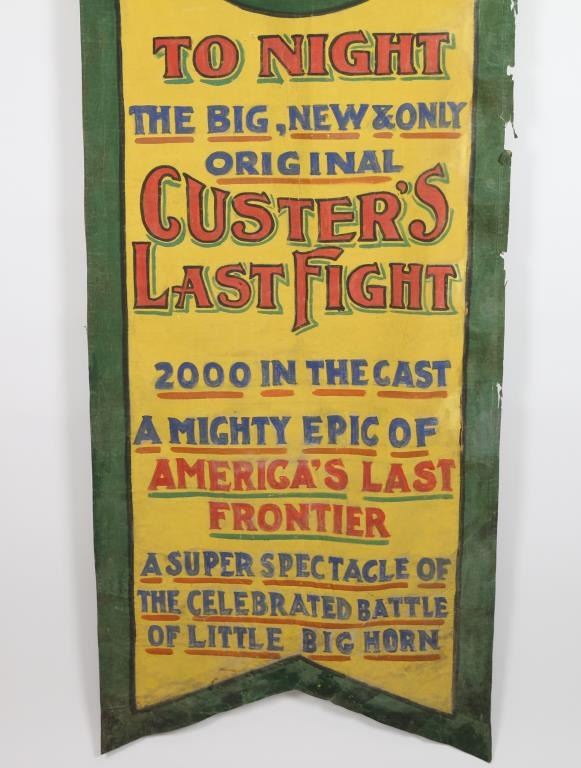 TO NIGHT
THE BIG, NEW & ONLY
ORIGINAL
CUSTER'S
LAST FIGHT
2000 IN THE CAST
A MIGHTY EPIC OF
AMERICA'S LAST
FRONTIER
A SUPER SPECTACLE OF
THE CELEBRATED BATTLE
OF LITTLE BIG HORN